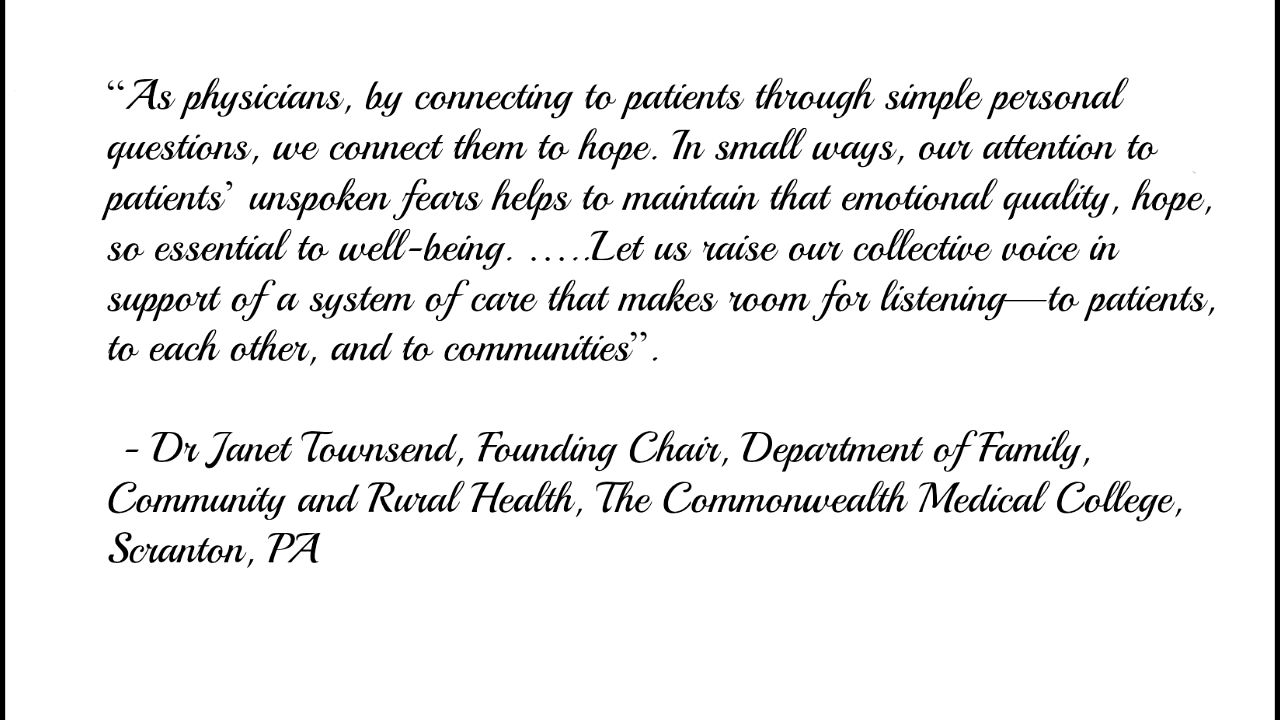 “As physicians, by connecting to patients through simple personal
questions, we connect them to hope. In small ways, our attention to
patients’ unspoken fears helps to maintain that emotional quality, hope,
so essential to well-being. .....Let us raise our collective voice in
support of a system of care that makes room for listening—to patients,
to each other, and to communities”.
- Dr Janet Townsend, Founding Chair, Department of Family,
Community and Rural Health, The Commonwealth Medical College,
Scranton, PA